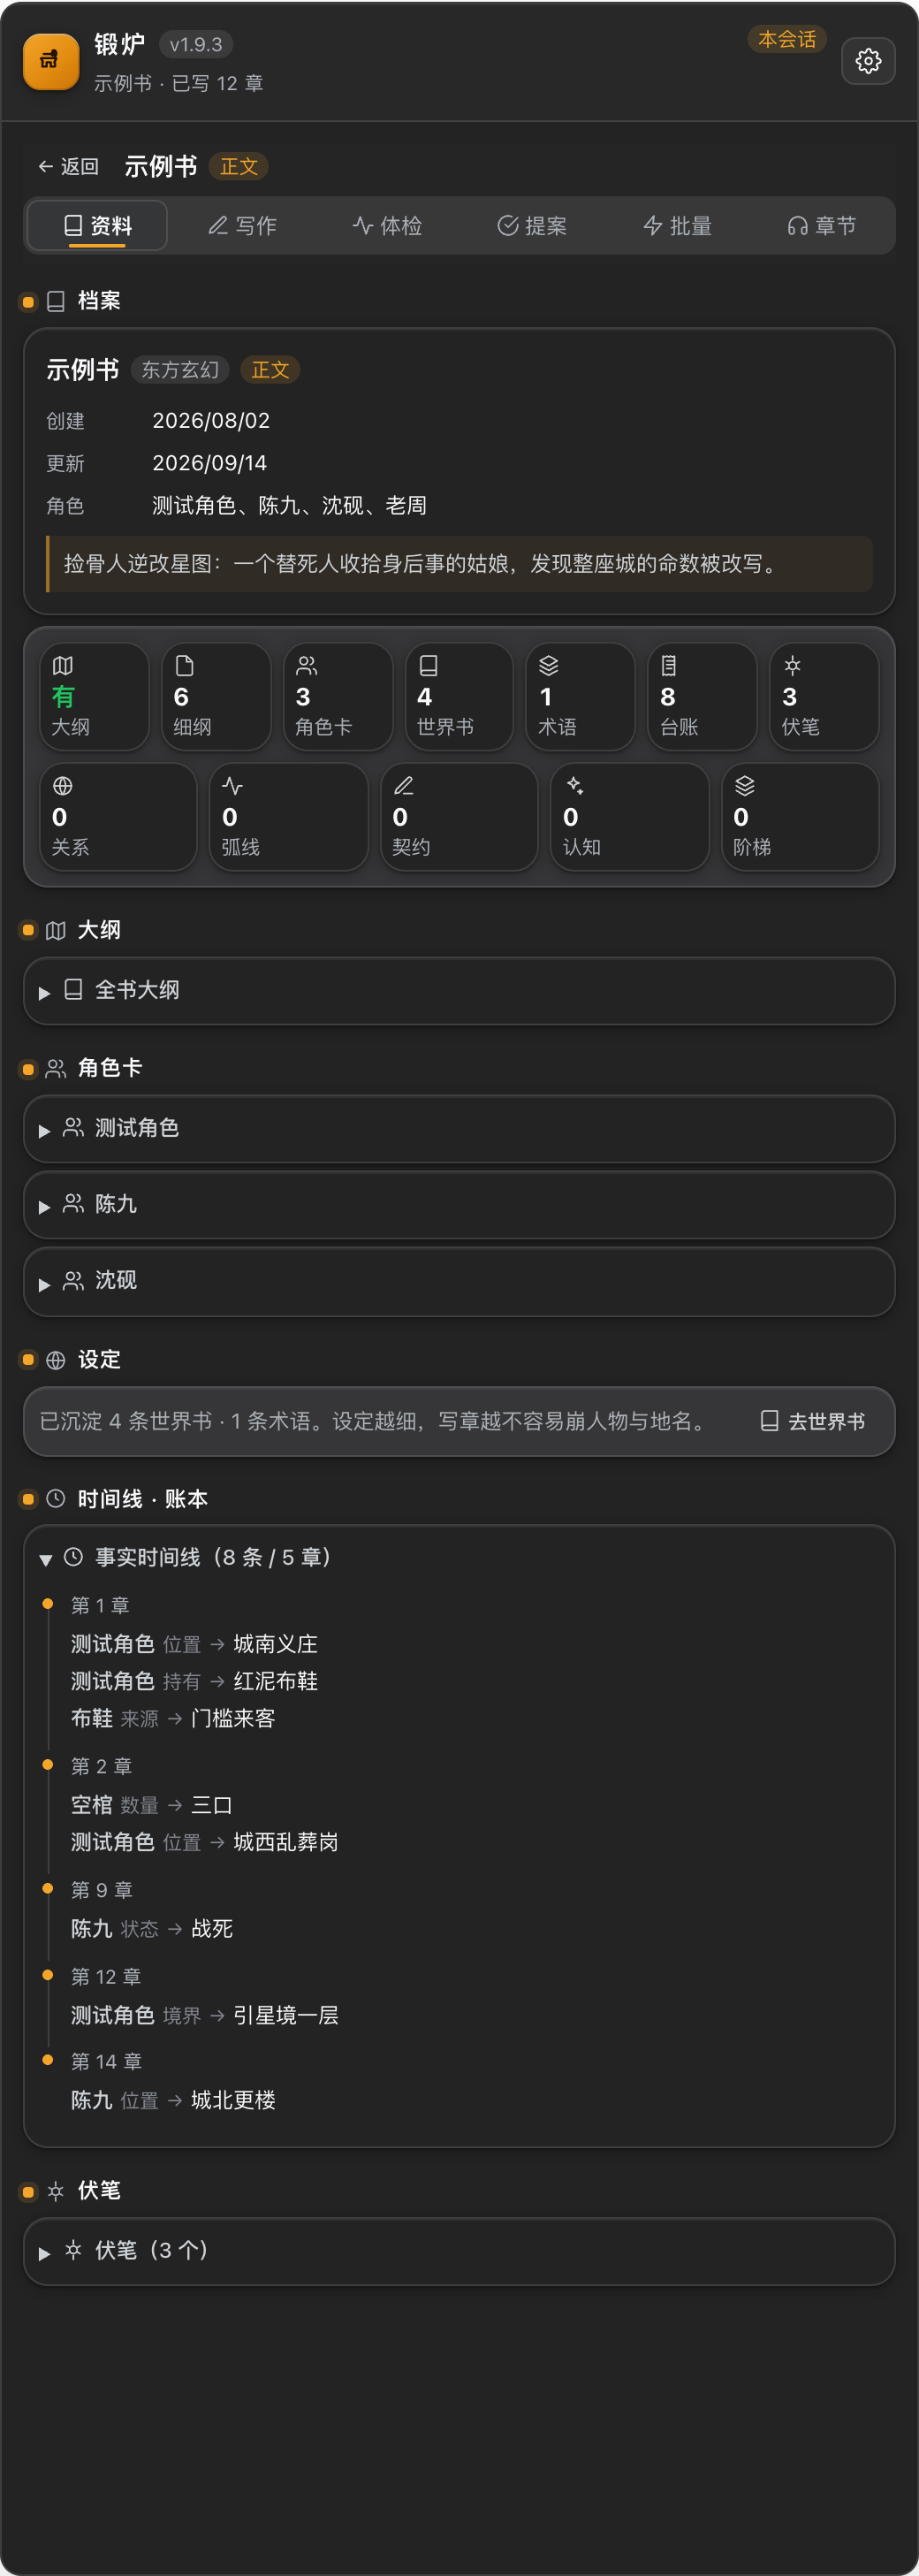 锻炉 v1.9.3
本会话
示例书 · 已写 12 章
← 返回 示例书 正文
资料 写作 体检 提案 批量 章节
档案
示例书 东方玄幻 正文
创建 2026/08/02
更新 2026/09/14
角色 测试角色、陈九、沈砚、老周
捡骨人逆改星图：一个替死人收拾身后事的姑娘，发现整座城的命数被改写。
有 6 3 4 1 8 3
大纲 细纲 角色卡 世界书 术语 台账 伏笔
0 0 0 0 0
关系 弧线 契约 认知 阶梯
大纲
▶ 全书大纲
角色卡
▶ 测试角色
▶ 陈九
▶ 沈砚
设定
已沉淀 4 条世界书 · 1 条术语。设定越细，写章越不容易崩人物与地名。 去世界书
时间线 · 账本
▼ 事实时间线（8 条 / 5 章）
第 1 章
测试角色 位置 → 城南义庄
测试角色 持有 → 红泥布鞋
布鞋 来源 → 门槛来客
第 2 章
空棺 数量 → 三口
测试角色 位置 → 城西乱葬岗
第 9 章
陈九 状态 → 战死
第 12 章
测试角色 境界 → 引星境一层
第 14 章
陈九 位置 → 城北更楼
伏笔
▶ 伏笔（3 个）